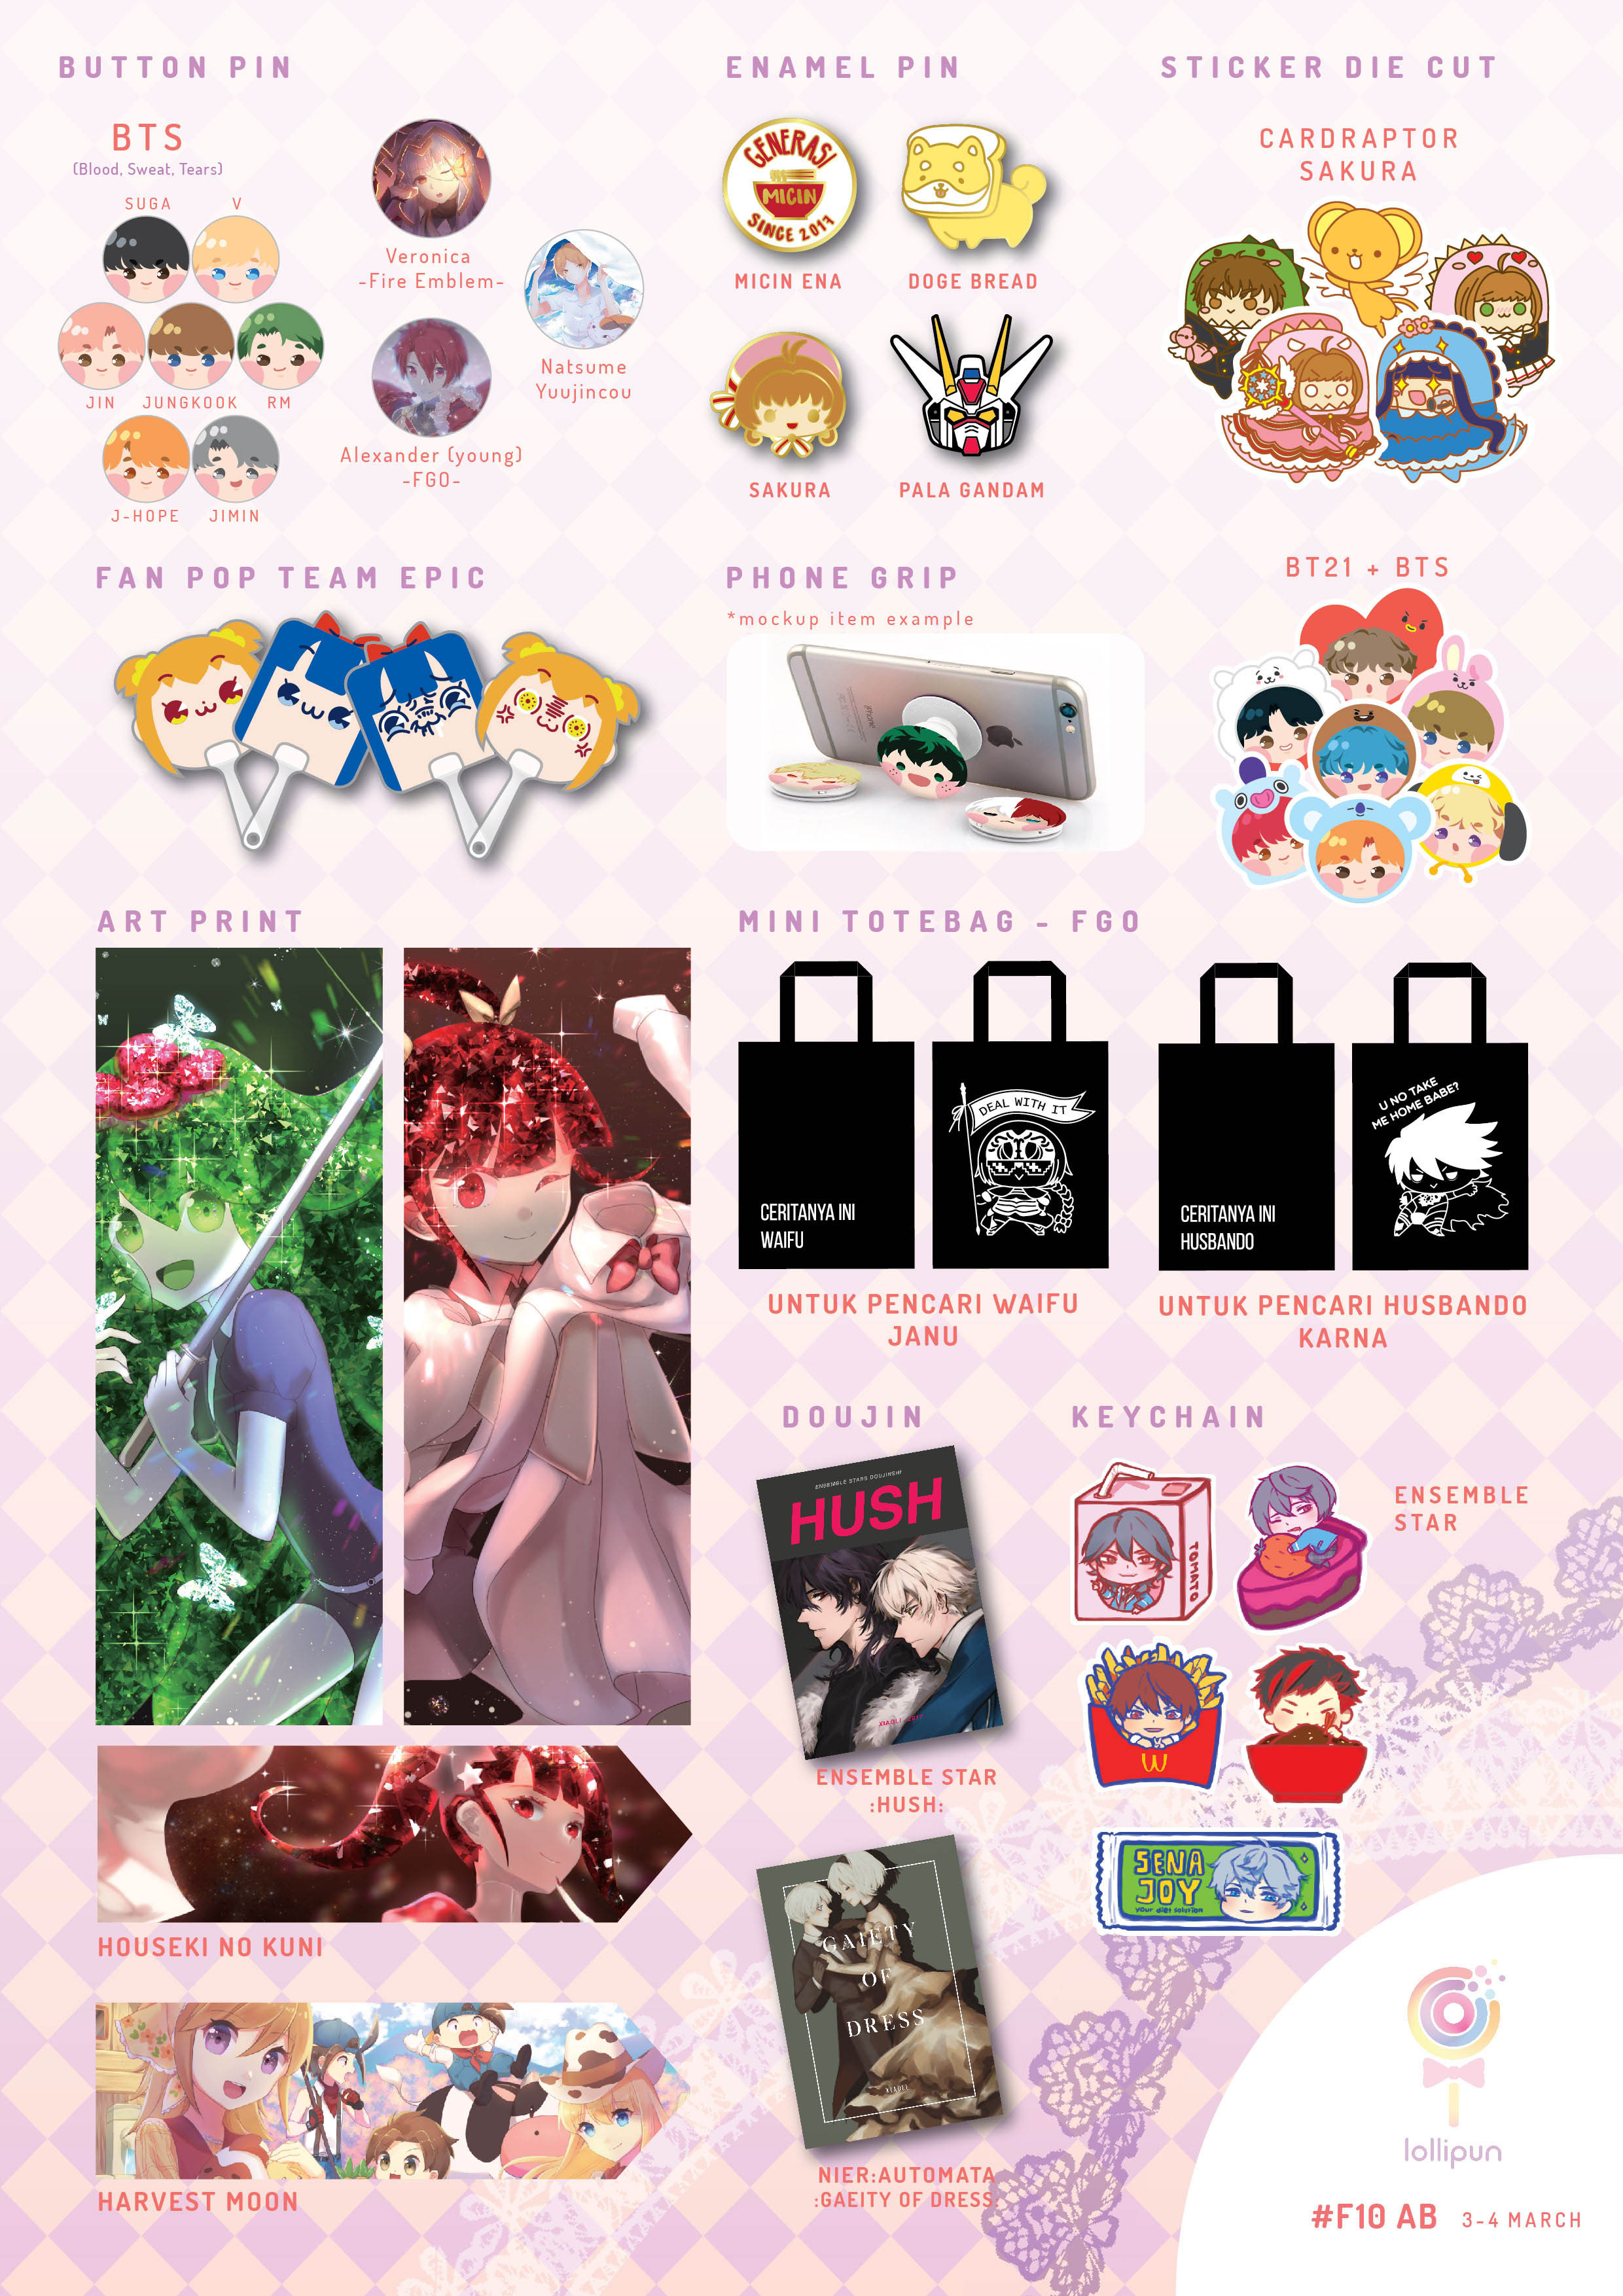 BUTTON PIN
BTS
(Blood, Sweat, Tears)
SUGA
V
JIN
JUNGKOOK
RM
J-HOPE
JIMIN
Veronica
-Fire Emblem-
Natsume
Yuujincou
Alexander (young)
-FGO-
ENAMEL PIN
GENERASI
MICIN
SINCE 2017
MICIN ENA
DOGE BREAD
SAKURA
PALA GANDAM
STICKER DIE CUT
CARDRAPTOR
SAKURA
BT21 + BTS
FAN POP TEAM EPIC
PHONE GRIP
*mockup item example
iPhone
ART PRINT
HOUSEKI NO KUNI
HARVEST MOON
MINI TOTEBAG - FGO
CERITANYA INI
WAIFU
DEAL WITH IT
UNTUK PENCARI WAIFU
JANU
CERITANYA INI
HUSBANDO
U NO TAKE
ME HOME BABE?
UNTUK PENCARI HUSBANDO
KARNA
DOUJIN
ENSEMBLE STARS DOUJINSHI
HUSH
ENSEMBLE STAR
:HUSH:
GAIETY
OF
DRESS
XIAOLI
NIER:AUTOMATA
:GAEITY OF DRESS:
KEYCHAIN
TOMATO
ENSEMBLE
STAR
W
SENA
JOY
your diet solution
lollipun
#F10 AB
3-4 MARCH